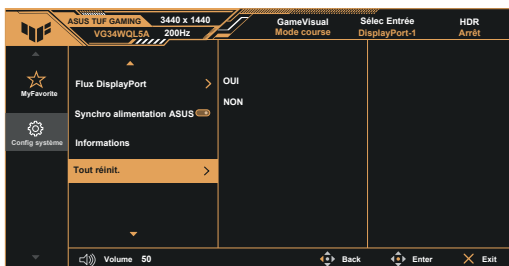 ASUS TUF GAMING 3440 x 1440
VG34WQL5A 200Hz
GameVisual
Mode course
Sélec Entrée
DisplayPort-1
HDR
Arrêt
MyFavorite
Config système
Flux DisplayPort
Synchro alimentation ASUS
Informations
Tout réinit.
OUI
NON
Volume 50
Back
Enter
Exit